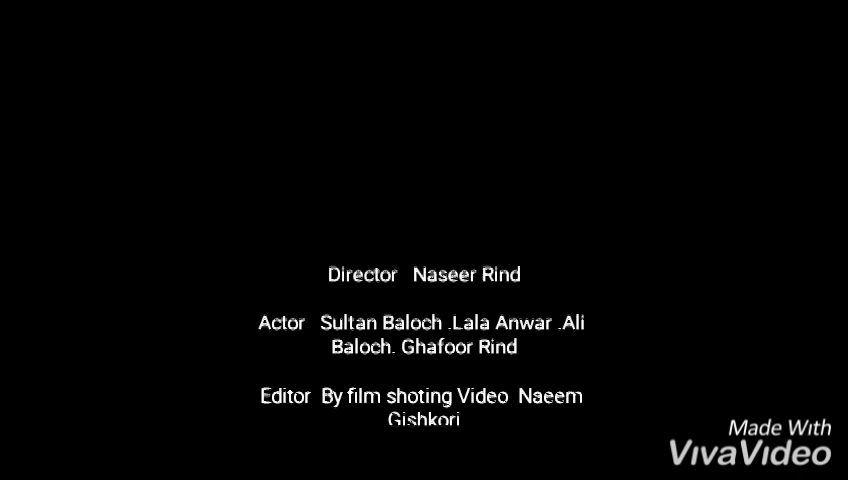 Director Naseer Rind
Actor Sultan Baloch .Lala Anwar .Ali
Baloch. Ghafoor Rind
Editor By film shoting Video Naeem
Gishkori
Made With
VivaVideo